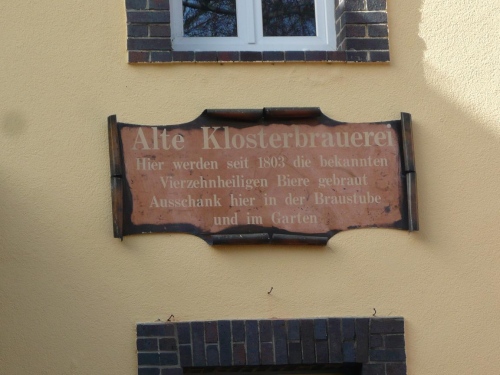 Alte Klosterbrauerei
Hier werden seit 1803 die bekannten
Vierzehnheiligen Biere gebraut
Ausschank hier in der Braustube
und im Garten